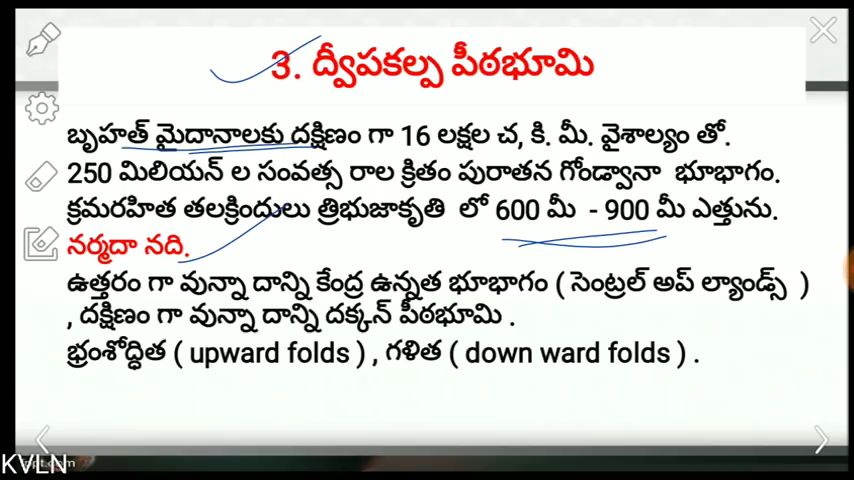 3. ద్వీపకల్ప పీఠభూమి
బృహత్ మైదానాలకు దక్షిణం గా 16 లక్షల చ, కి. మీ. వైశాల్యం తో.
250 మిలియన్ ల సంవత్స రాల క్రితం పురాతన గోండ్వానా భూభాగం.
క్రమరహిత తలక్రిందులు త్రిభుజాకృతి లో 600 మీ - 900 మీ ఎత్తును.
నర్మదా నది.
ఉత్తరం గా వున్నా దాన్ని కేంద్ర ఉన్నత భూభాగం ( సెంట్రల్ అప్ ల్యాండ్స్ )
, దక్షిణం గా వున్నా దాన్ని దక్కన్ పీఠభూమి .
భ్రంశోద్ధిత ( upward folds ) , గళిత ( down ward folds ) .
KVLN